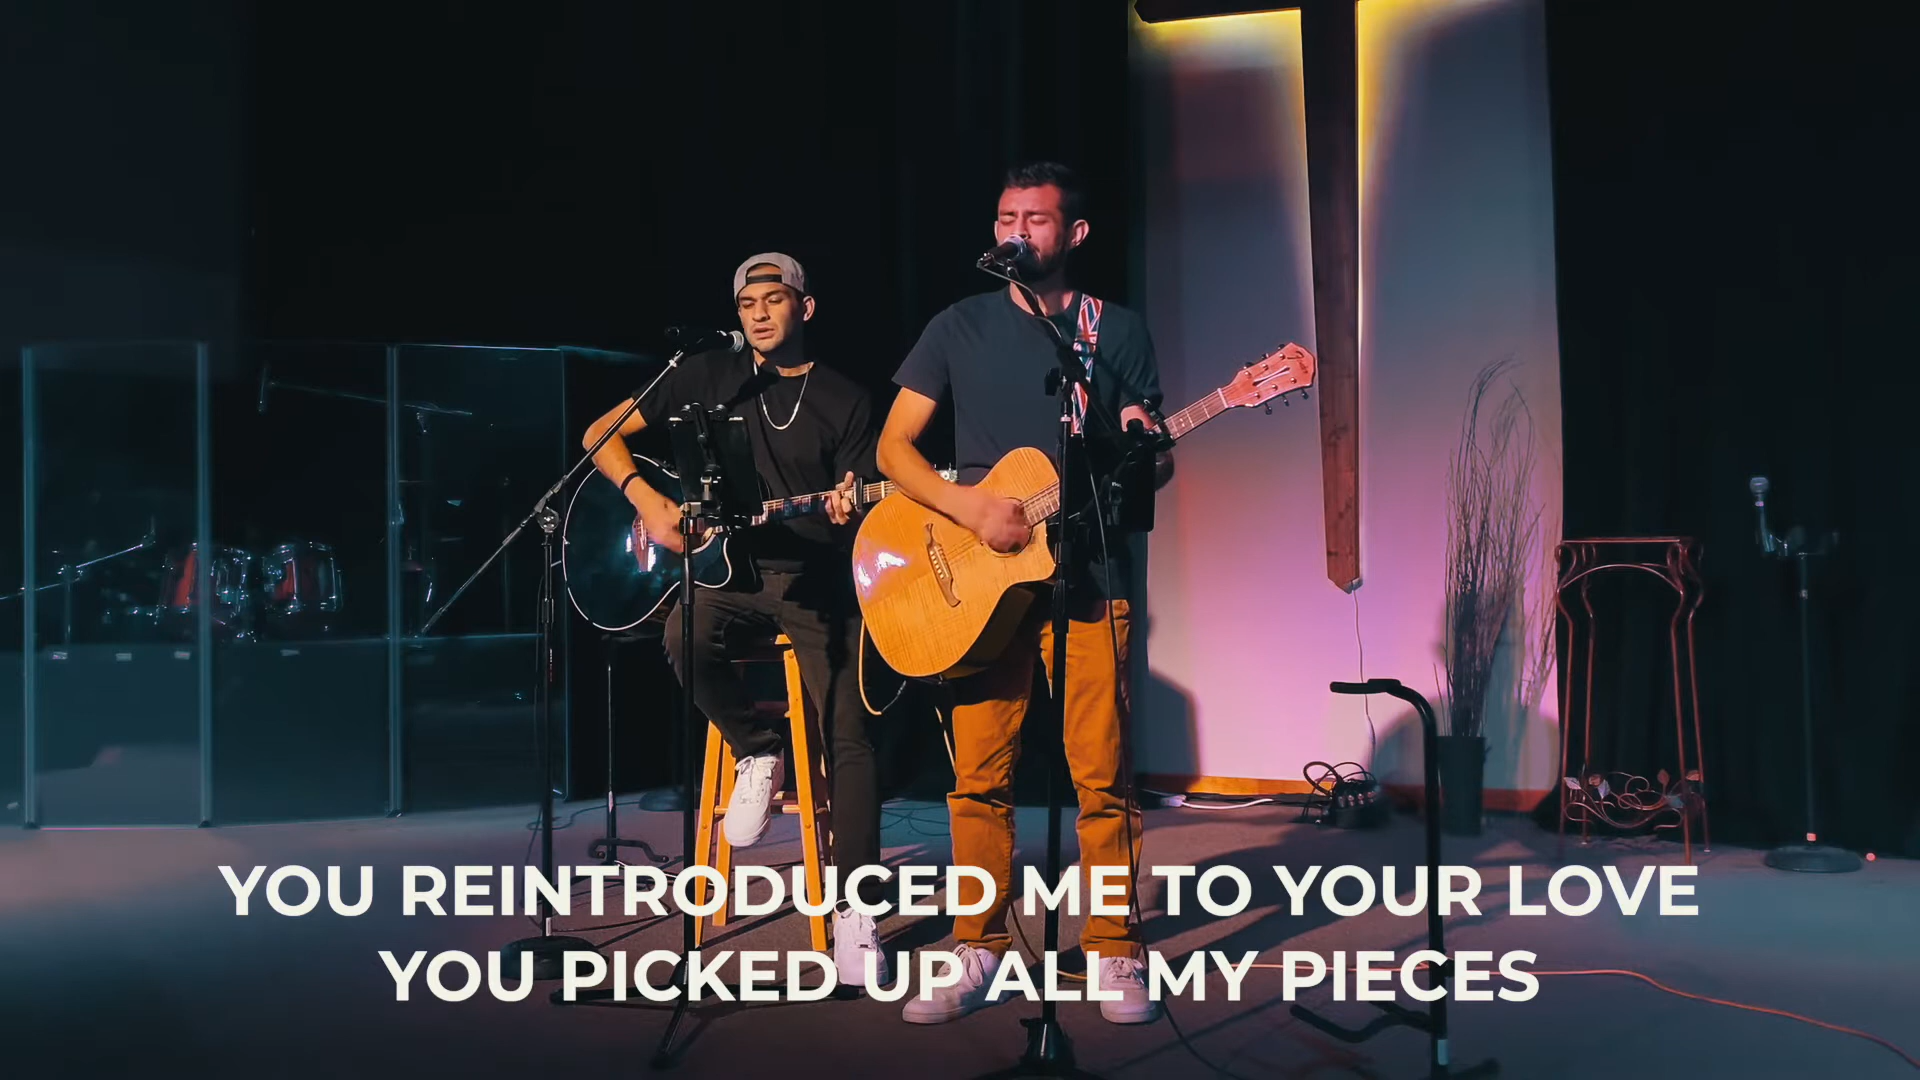 YOU REINTRODUCED ME TO YOUR LOVE
YOU PICKED UP ALL MY PIECES